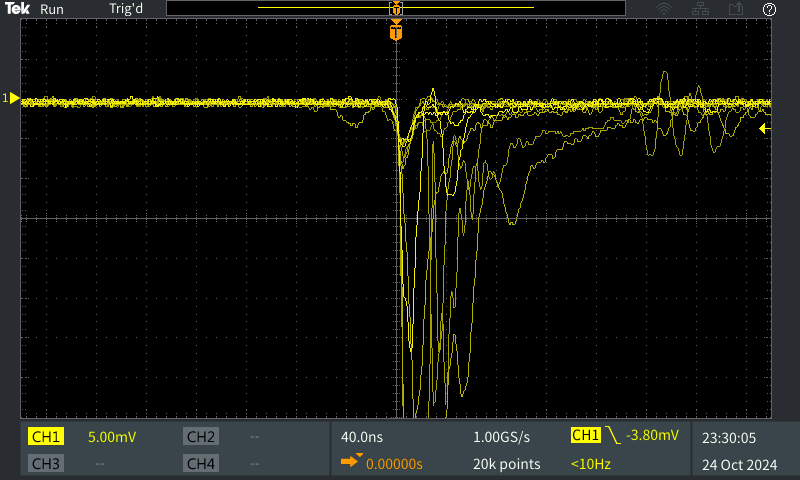 Tek Run Trig'd
T
T
1
CH1 5.00mV CH2 -- 40.0ns 1.00GS/s CH1 -3.80mV 23:30:05
CH3 -- CH4 -- 0.00000s 20k points <10Hz 24 Oct 2024